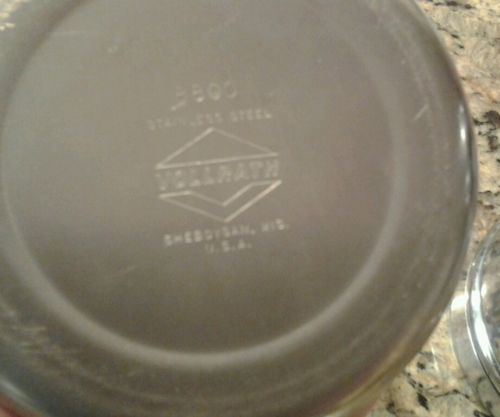 STAINLESS STEEL
VOLLRATH
SHEBOYGAN, WIS.
U.S.A.